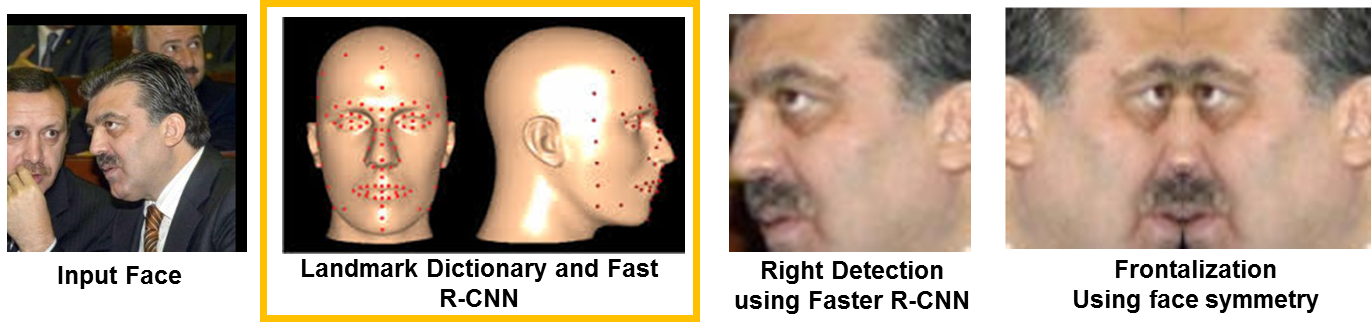 Input Face
Landmark Dictionary and Fast
R-CNN
Right Detection
using Faster R-CNN
Frontalization
Using face symmetry